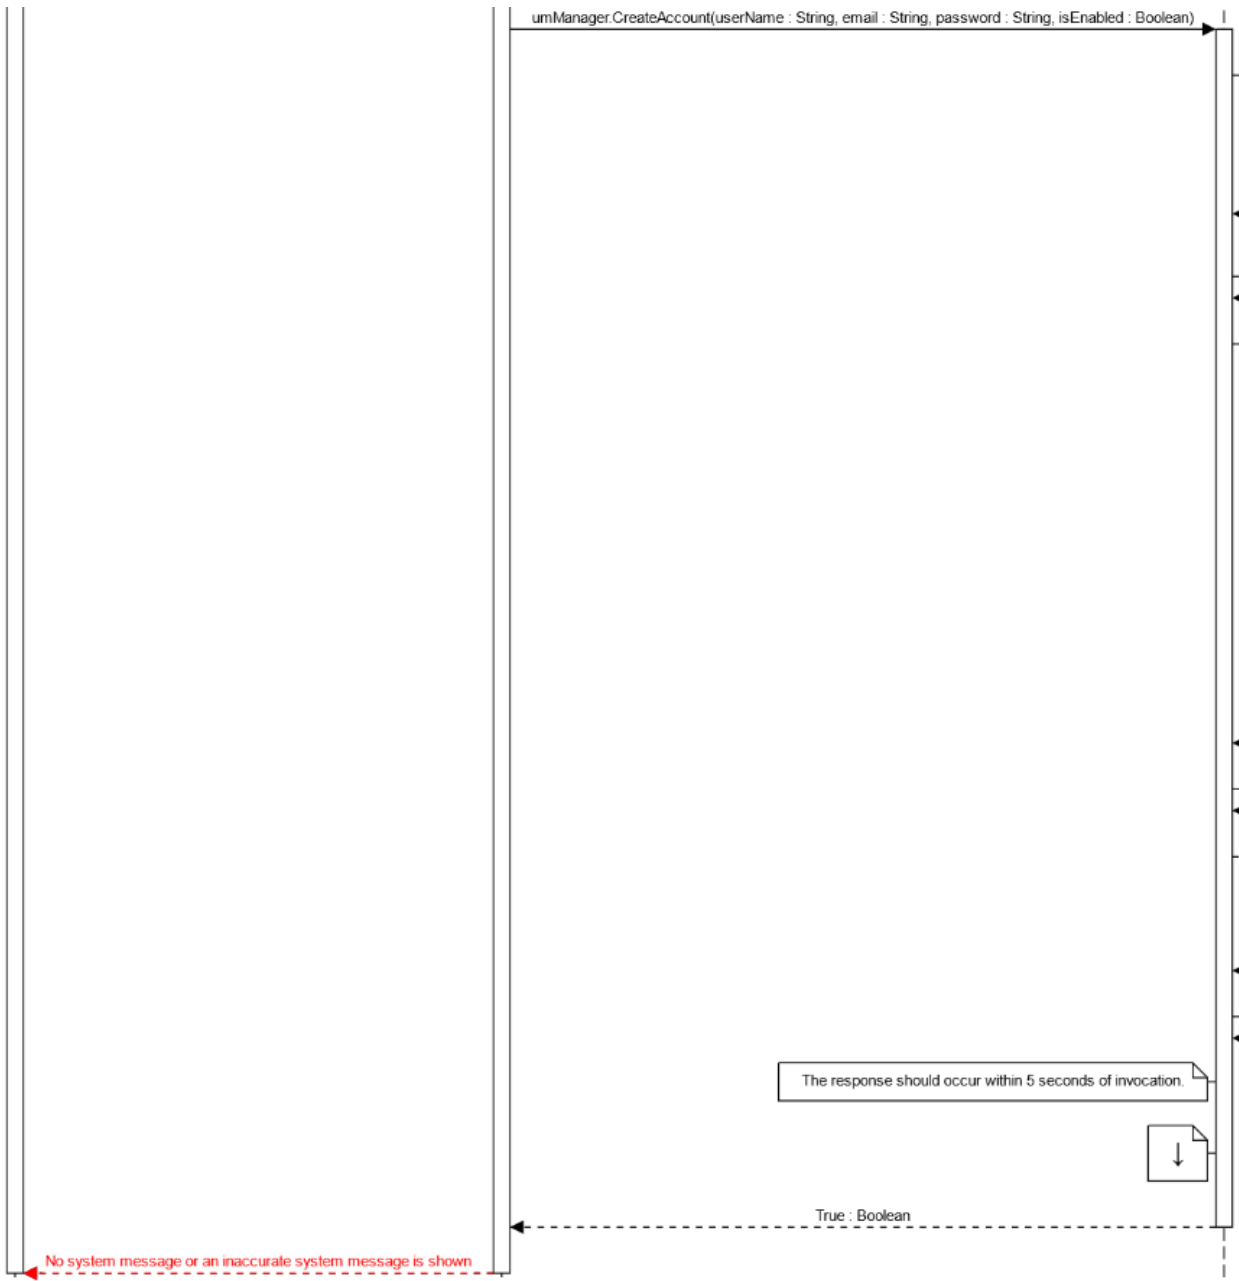 umManager.CreateAccount(userName : String, email : String, password : String, isEnabled : Boolean)
The response should occur within 5 seconds of invocation.
↓
True : Boolean
No system message or an inaccurate system message is shown